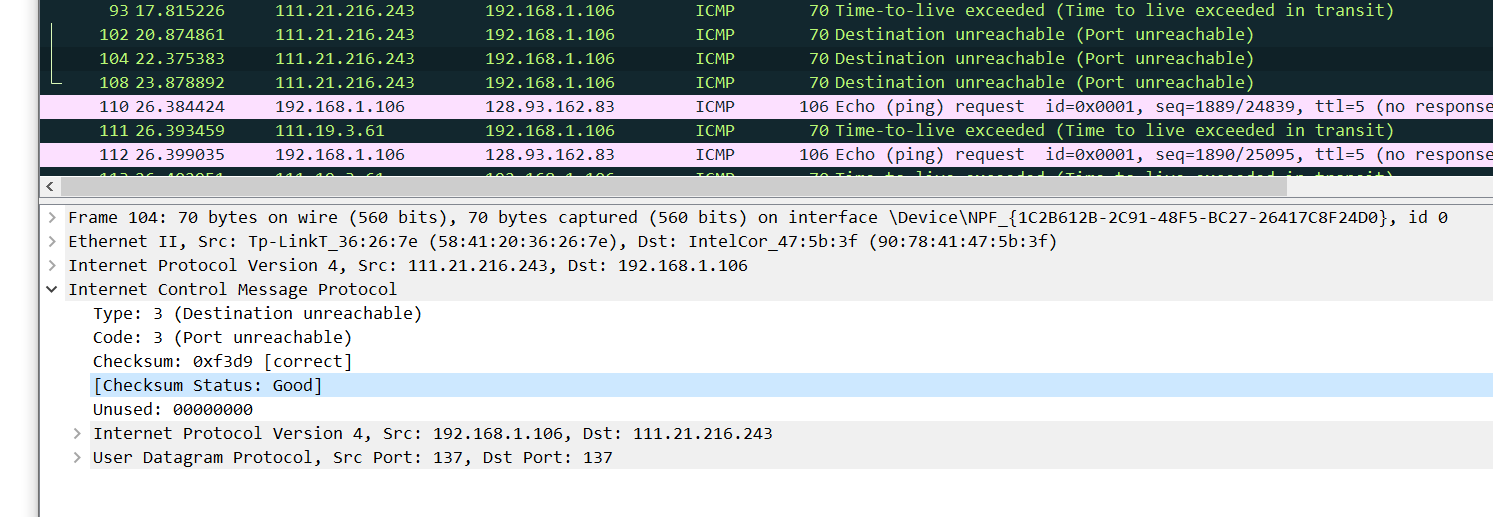 93 17.815226 111.21.216.243 192.168.1.106 ICMP 70 Time-to-live exceeded (Time to live exceeded in transit)
102 20.874861 111.21.216.243 192.168.1.106 ICMP 70 Destination unreachable (Port unreachable)
104 22.375383 111.21.216.243 192.168.1.106 ICMP 70 Destination unreachable (Port unreachable)
108 23.878892 111.21.216.243 192.168.1.106 ICMP 70 Destination unreachable (Port unreachable)
110 26.384424 192.168.1.106 128.93.162.83 ICMP 106 Echo (ping) request id=0x0001, seq=1889/24839, ttl=5 (no response
111 26.393459 111.19.3.61 192.168.1.106 ICMP 70 Time-to-live exceeded (Time to live exceeded in transit)
112 26.399035 192.168.1.106 128.93.162.83 ICMP 106 Echo (ping) request id=0x0001, seq=1890/25095, ttl=5 (no response
Frame 104: 70 bytes on wire (560 bits), 70 bytes captured (560 bits) on interface \Device\NPF_{1C2B612B-2C91-48F5-BC27-26417C8F24D0}, id 0
Ethernet II, Src: Tp-LinkT_36:26:7e (58:41:20:36:26:7e), Dst: IntelCor_47:5b:3f (90:78:41:47:5b:3f)
Internet Protocol Version 4, Src: 111.21.216.243, Dst: 192.168.1.106
Internet Control Message Protocol
Type: 3 (Destination unreachable)
Code: 3 (Port unreachable)
Checksum: 0xf3d9 [correct]
[Checksum Status: Good]
Unused: 00000000
Internet Protocol Version 4, Src: 192.168.1.106, Dst: 111.21.216.243
User Datagram Protocol, Src Port: 137, Dst Port: 137